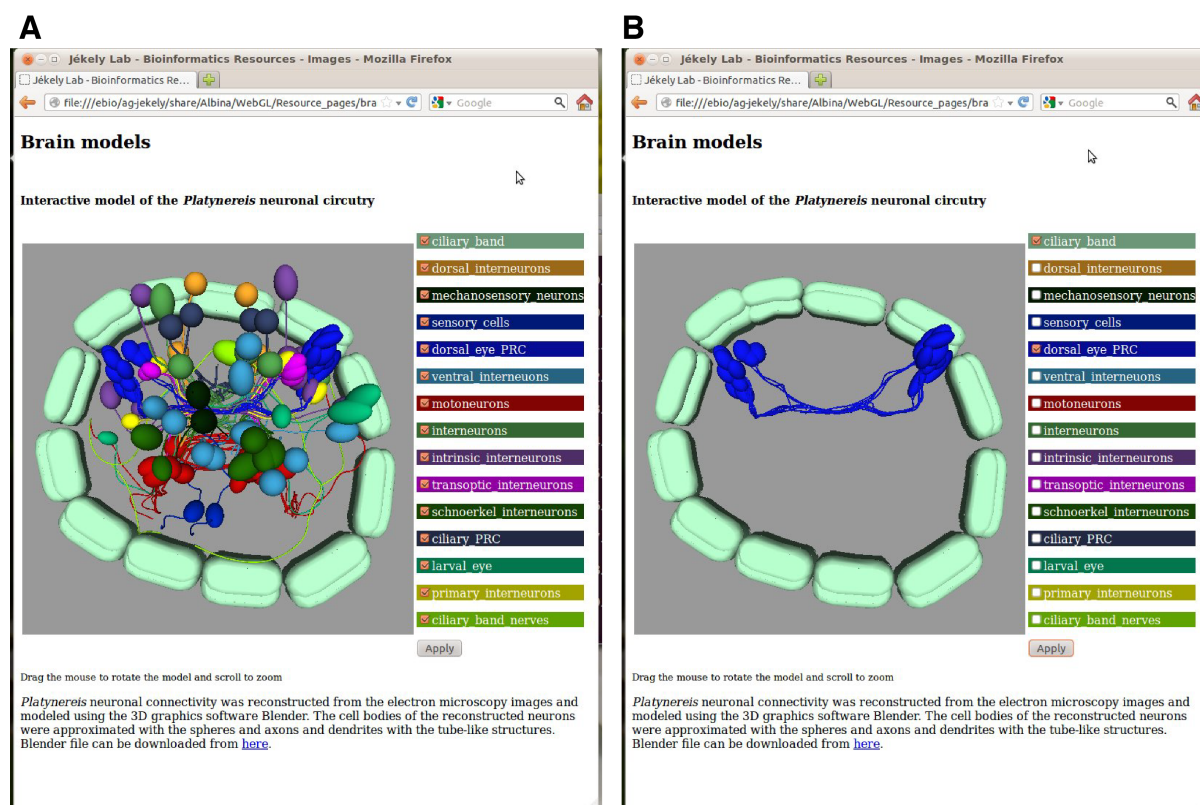 A
Jékely Lab - Bioinformatics Resources - Images - Mozilla Firefox
Jékely Lab - Bioinformatics Re...
file:///ebio/ag-jekely/share/Albina/WebGL/Resource_pages/bra
Google
Brain models
Interactive model of the Platynereis neuronal circutry
ciliary_band
dorsal_interneurons
mechanosensory_neurons
sensory_cells
dorsal_eye_PRC
ventral_interneuons
motoneurons
interneurons
intrinsic_interneurons
transoptic_interneurons
schnoerkel_interneurons
ciliary_PRC
larval_eye
primary_interneurons
ciliary_band_nerves
Apply
Drag the mouse to rotate the model and scroll to zoom
Platynereis neuronal connectivity was reconstructed from the electron microscopy images and
modeled using the 3D graphics software Blender. The cell bodies of the reconstructed neurons
were approximated with the spheres and axons and dendrites with the tube-like structures.
Blender file can be downloaded from here.
B
Jékely Lab - Bioinformatics Resources - Images - Mozilla Firefox
Jékely Lab - Bioinformatics Re...
file:///ebio/ag-jekely/share/Albina/WebGL/Resource_pages/bra
Google
Brain models
Interactive model of the Platynereis neuronal circutry
ciliary_band
dorsal_interneurons
mechanosensory_neurons
sensory_cells
dorsal_eye_PRC
ventral_interneuons
motoneurons
interneurons
intrinsic_interneurons
transoptic_interneurons
schnoerkel_interneurons
ciliary_PRC
larval_eye
primary_interneurons
ciliary_band_nerves
Apply
Drag the mouse to rotate the model and scroll to zoom
Platynereis neuronal connectivity was reconstructed from the electron microscopy images and
modeled using the 3D graphics software Blender. The cell bodies of the reconstructed neurons
were approximated with the spheres and axons and dendrites with the tube-like structures.
Blender file can be downloaded from here.